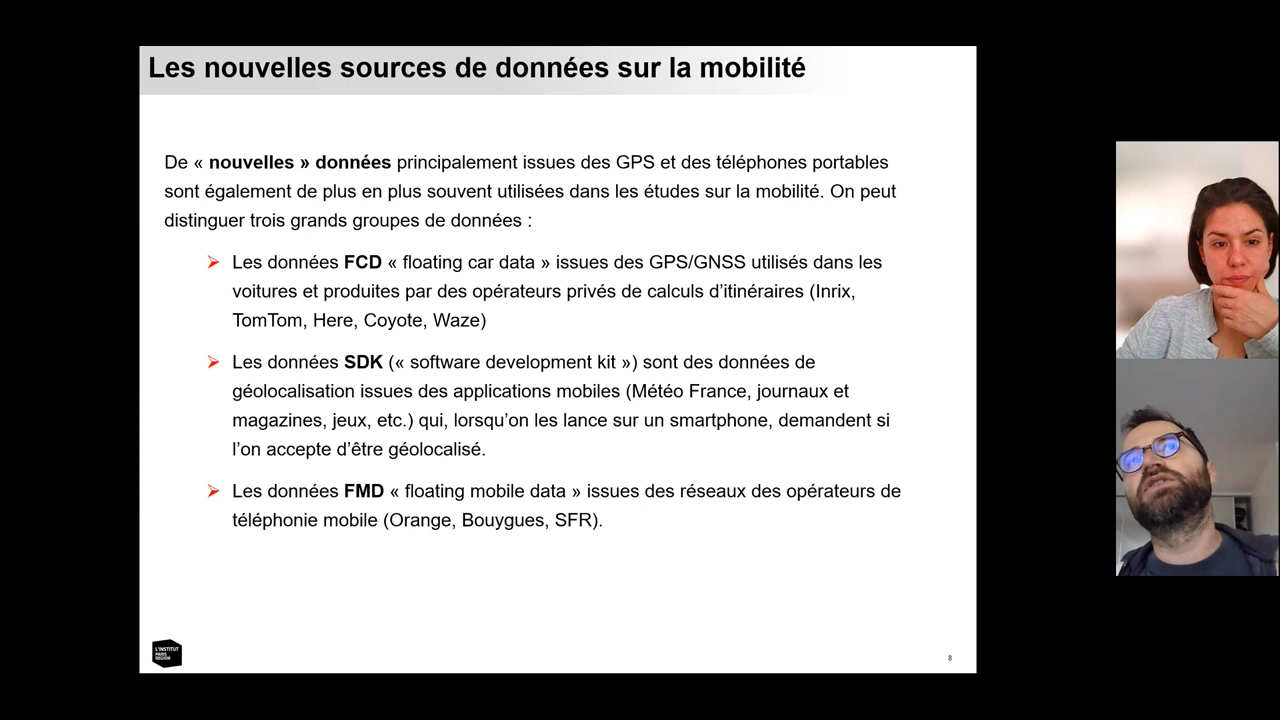 Les nouvelles sources de données sur la mobilité
De « nouvelles » données principalement issues des GPS et des téléphones portables
sont également de plus en plus souvent utilisées dans les études sur la mobilité. On peut
distinguer trois grands groupes de données :
Les données FCD « floating car data » issues des GPS/GNSS utilisés dans les
voitures et produites par des opérateurs privés de calculs d’itinéraires (Inrix,
TomTom, Here, Coyote, Waze)
Les données SDK (« software development kit ») sont des données de
géolocalisation issues des applications mobiles (Météo France, journaux et
magazines, jeux, etc.) qui, lorsqu’on les lance sur un smartphone, demandent si
l’on accepte d’être géolocalisé.
Les données FMD « floating mobile data » issues des réseaux des opérateurs de
téléphonie mobile (Orange, Bouygues, SFR).
L'INSTITUT
PARIS
REGION
8